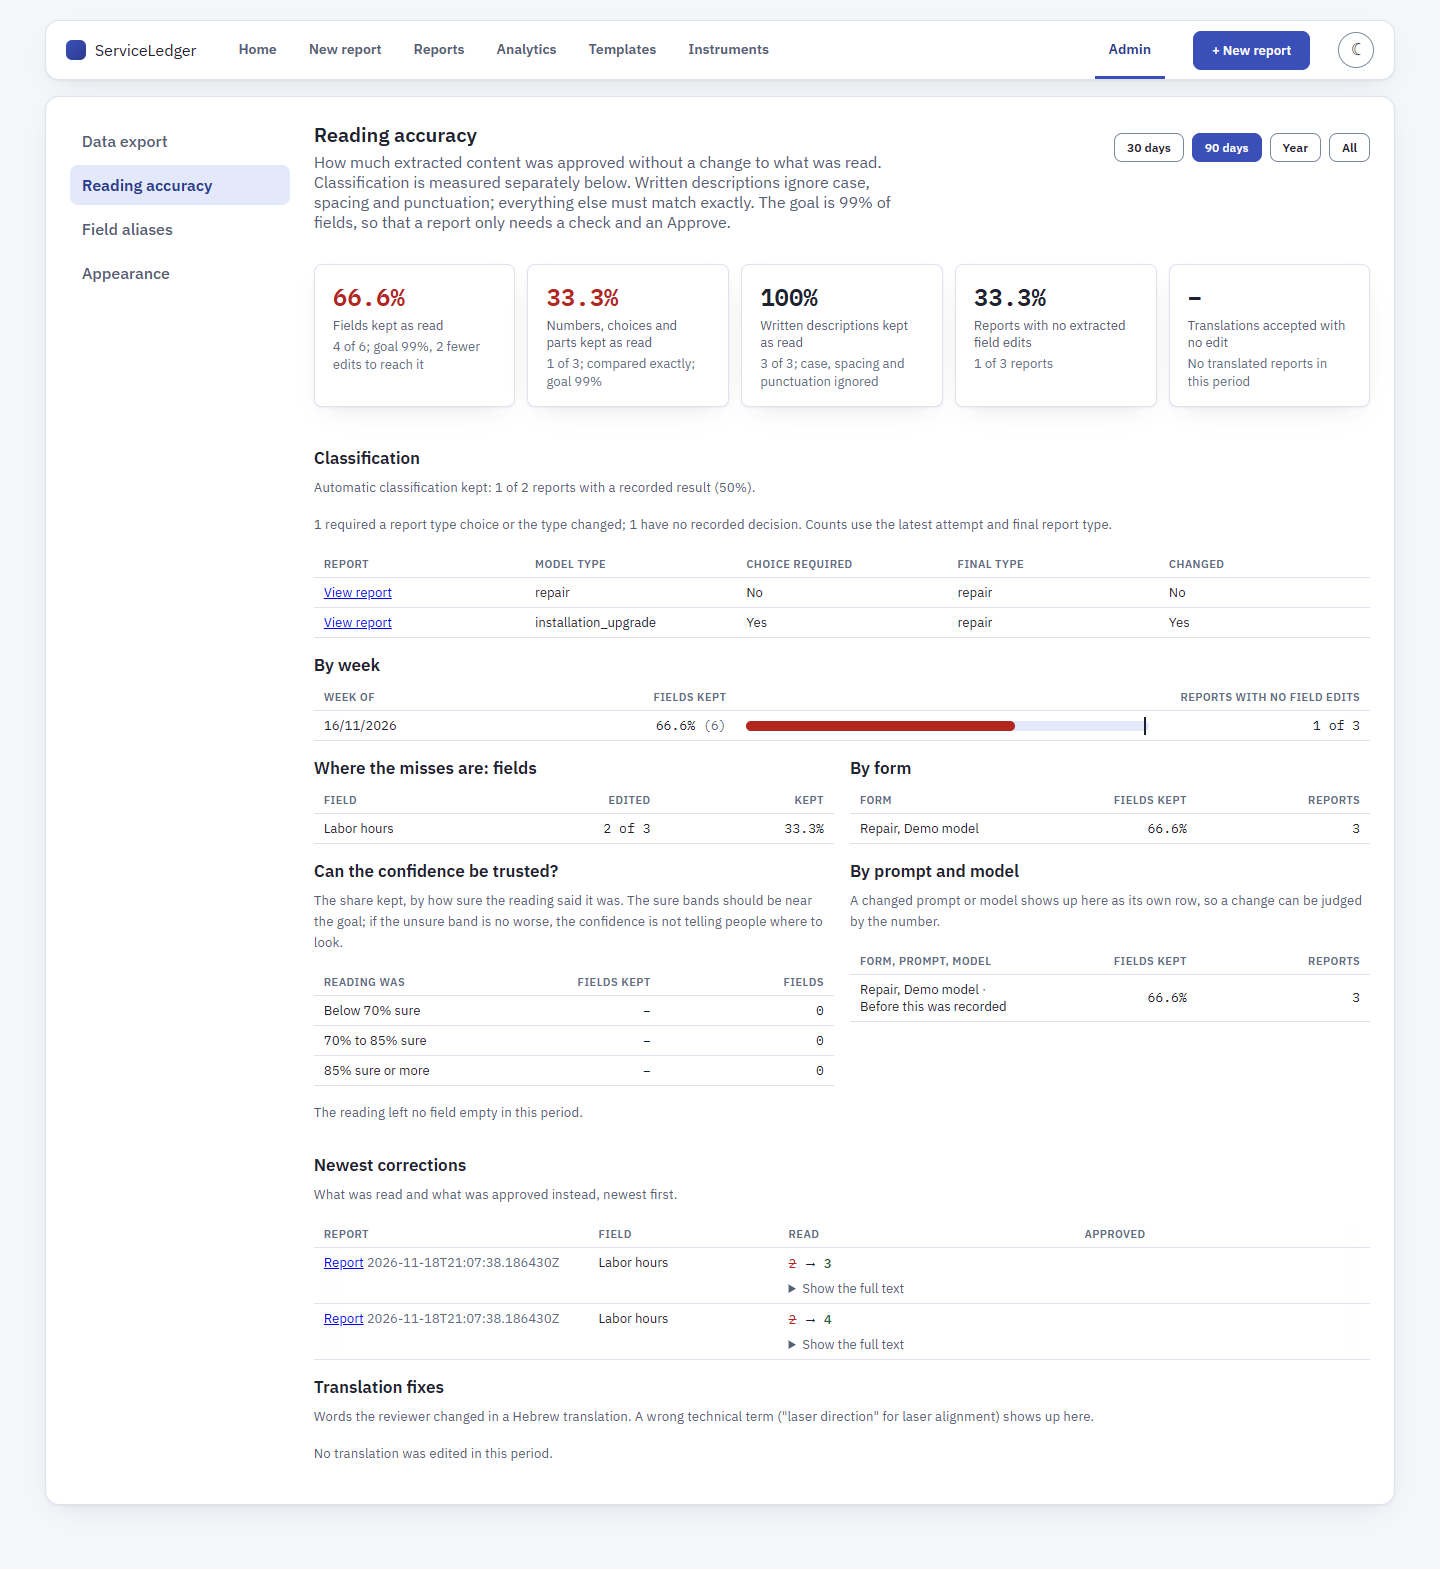 ServiceLedger
Home
New report
Reports
Analytics
Templates
Instruments
Admin
+ New report
Data export
Reading accuracy
Field aliases
Appearance
Reading accuracy
How much extracted content was approved without a change to what was read.
Classification is measured separately below. Written descriptions ignore case,
spacing and punctuation; everything else must match exactly. The goal is 99% of
fields, so that a report only needs a check and an Approve.
30 days
90 days
Year
All
66.6%
Fields kept as read
4 of 6; goal 99%, 2 fewer
edits to reach it
33.3%
Numbers, choices and
parts kept as read
1 of 3; compared exactly;
goal 99%
100%
Written descriptions kept
as read
3 of 3; case, spacing and
punctuation ignored
33.3%
Reports with no extracted
field edits
1 of 3 reports
–
Translations accepted with
no edit
No translated reports in
this period
Classification
Automatic classification kept: 1 of 2 reports with a recorded result (50%).
1 required a report type choice or the type changed; 1 have no recorded decision. Counts use the latest attempt and final report type.
REPORT MODEL TYPE CHOICE REQUIRED FINAL TYPE CHANGED
View report repair No repair No
View report installation_upgrade Yes repair Yes
By week
WEEK OF FIELDS KEPT REPORTS WITH NO FIELD EDITS
16/11/2026 66.6% (6) 1 of 3
Where the misses are: fields
FIELD EDITED KEPT
Labor hours 2 of 3 33.3%
By form
FORM FIELDS KEPT REPORTS
Repair, Demo model 66.6% 3
Can the confidence be trusted?
The share kept, by how sure the reading said it was. The sure bands should be near
the goal; if the unsure band is no worse, the confidence is not telling people where to
look.
READING WAS FIELDS KEPT FIELDS
Below 70% sure – 0
70% to 85% sure – 0
85% sure or more – 0
The reading left no field empty in this period.
By prompt and model
A changed prompt or model shows up here as its own row, so a change can be judged
by the number.
FORM, PROMPT, MODEL FIELDS KEPT REPORTS
Repair, Demo model ·
Before this was recorded 66.6% 3
Newest corrections
What was read and what was approved instead, newest first.
REPORT FIELD READ APPROVED
Report 2026-11-18T21:07:38.186430Z Labor hours 2 → 3
▶ Show the full text
Report 2026-11-18T21:07:38.186430Z Labor hours 2 → 4
▶ Show the full text
Translation fixes
Words the reviewer changed in a Hebrew translation. A wrong technical term ("laser direction" for laser alignment) shows up here.
No translation was edited in this period.